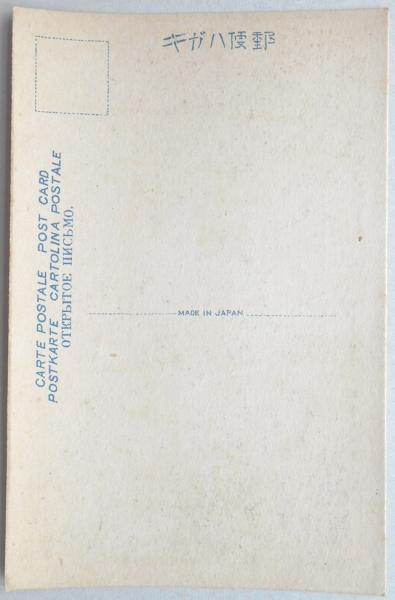 キガハ便郵
CARTE POSTALE POST CARD
POSTKARTE CARTOLINA POSTALE
ОТКРЫТОЕ ПИСЬМО.
MADE IN JAPAN